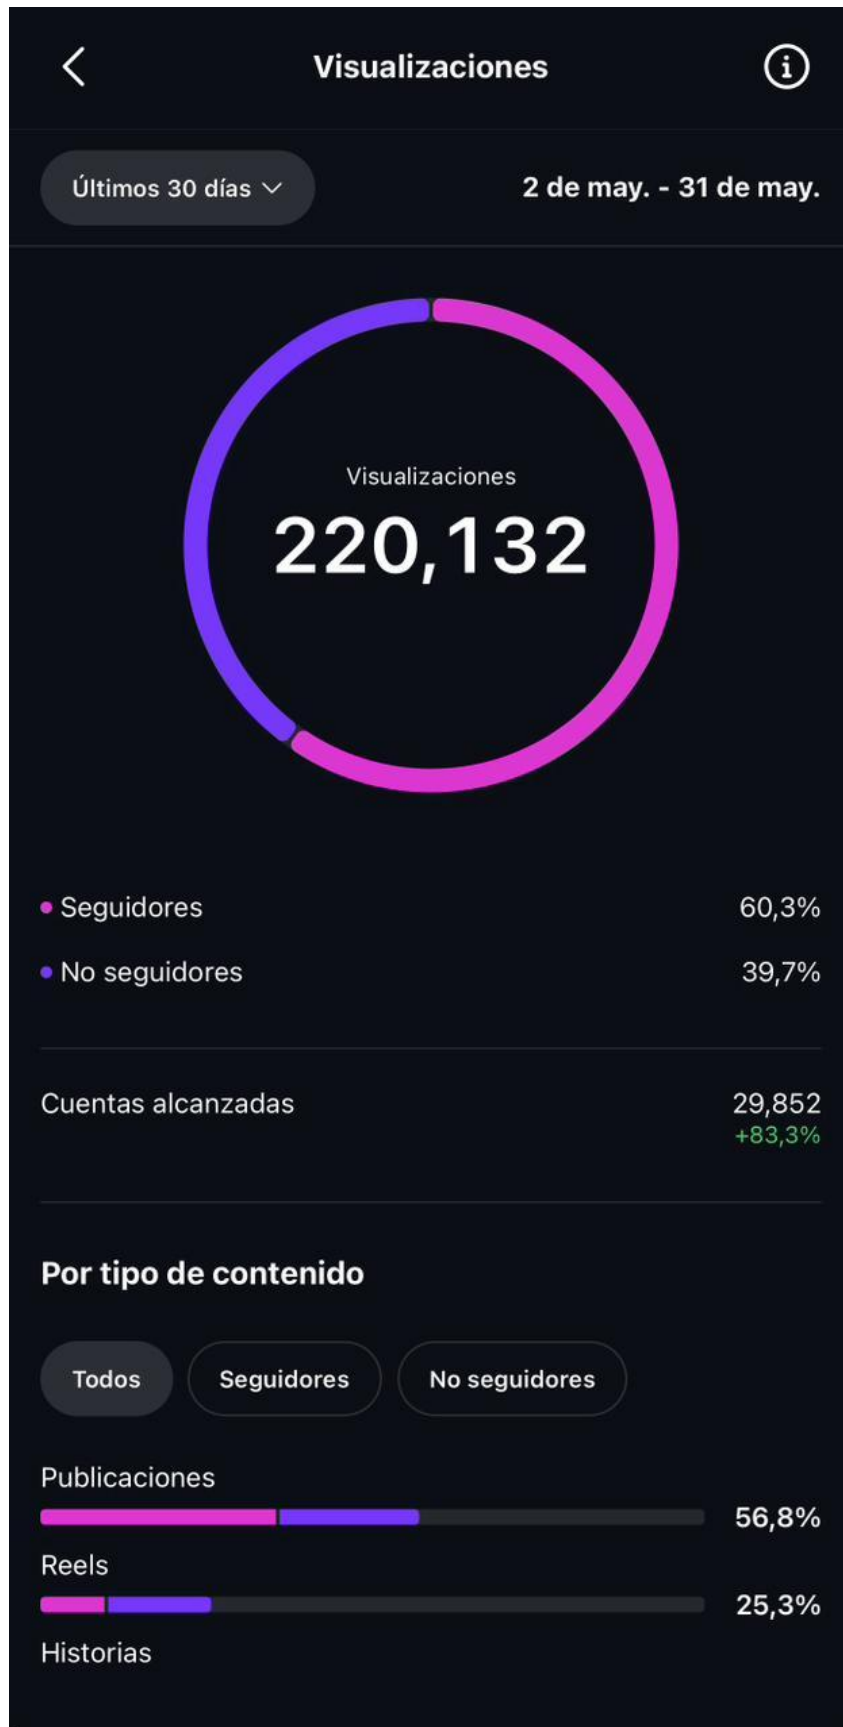 Visualizaciones
Últimos 30 días
2 de may. - 31 de may.
Visualizaciones
220,132
Seguidores 60,3%
No seguidores 39,7%
Cuentas alcanzadas 29,852
+83,3%
Por tipo de contenido
Todos Seguidores No seguidores
Publicaciones
56,8%
Reels
25,3%
Historias